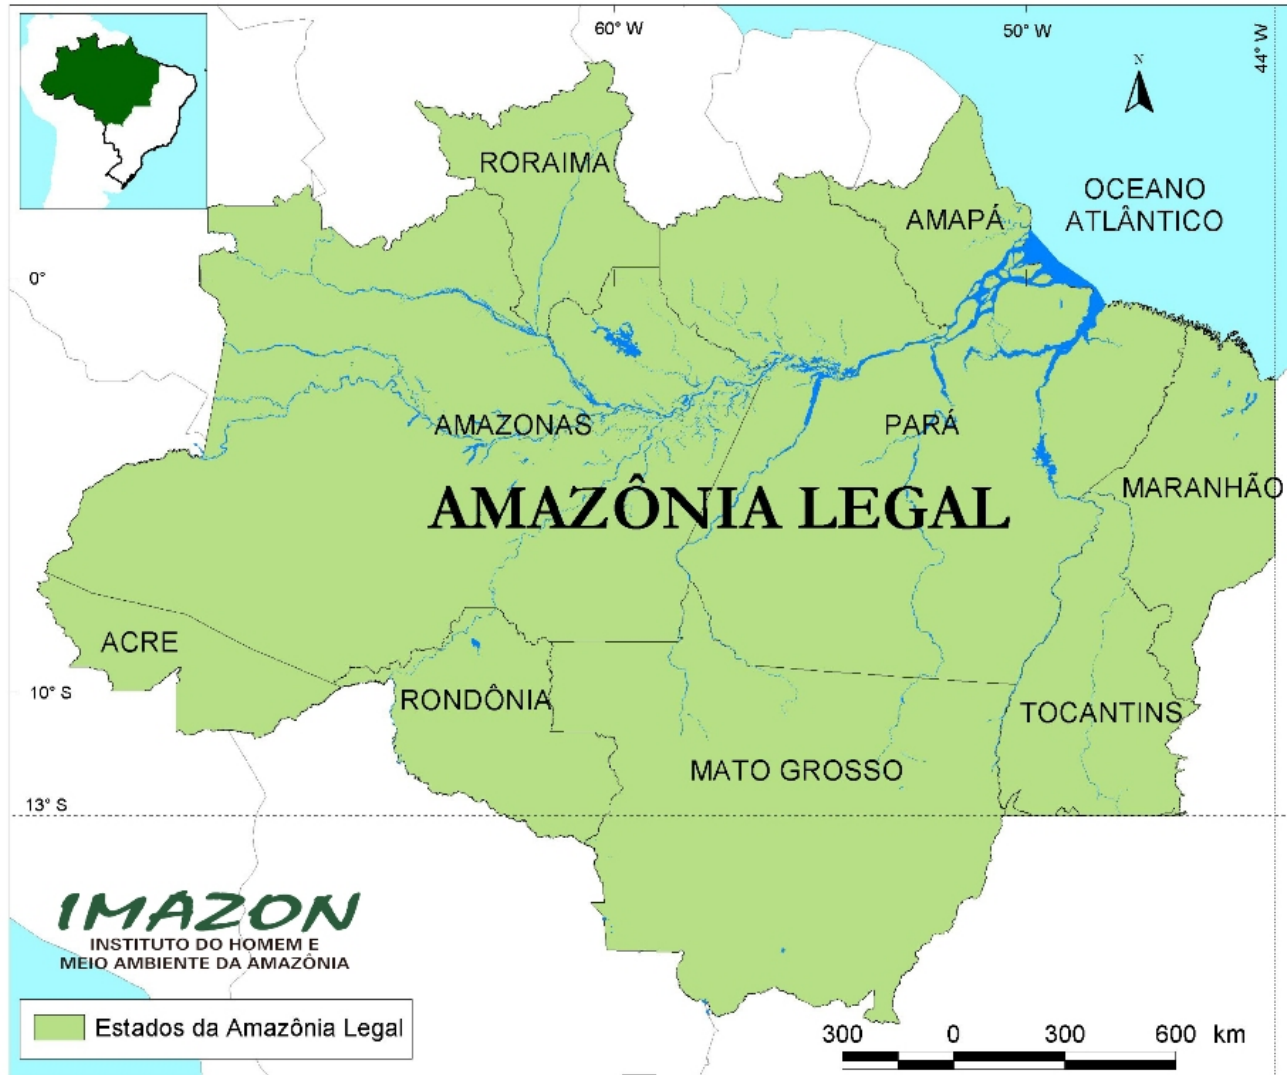 60° W
50° W
44° W
N
RORAIMA
OCEANO
ATLÂNTICO
AMAPÁ
0°
AMAZONAS
PARÁ
MARANHÃO
AMAZÔNIA LEGAL
ACRE
10° S
RONDÔNIA
TOCANTINS
MATO GROSSO
13° S
IMAZON
INSTITUTO DO HOMEM E
MEIO AMBIENTE DA AMAZÔNIA
Estados da Amazônia Legal
300 0 300 600 km